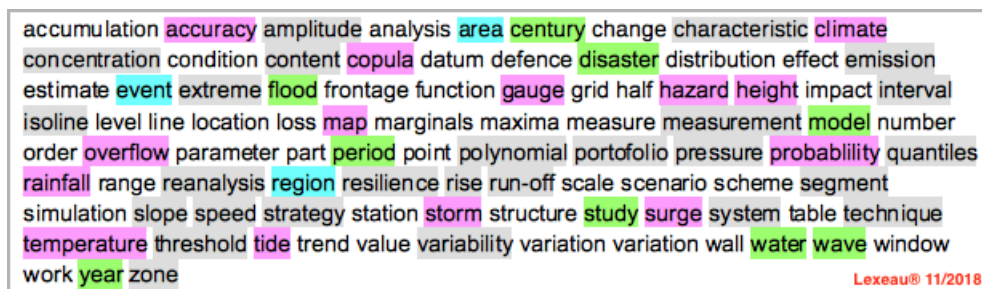 accumulation accuracy amplitude analysis area century change characteristic climate
concentration condition content copula datum defence disaster distribution effect emission
estimate event extreme flood frontage function gauge grid half hazard height impact interval
isoline level line location loss map marginals maxima measure measurement model number
order overflow parameter part period point polynomial portofolio pressure probablility quantiles
rainfall range reanalysis region resilience rise run-off scale scenario scheme segment
simulation slope speed strategy station storm structure study surge system table technique
temperature threshold tide trend value variability variation variation wall water wave window
work year zone
Lexeau® 11/2018